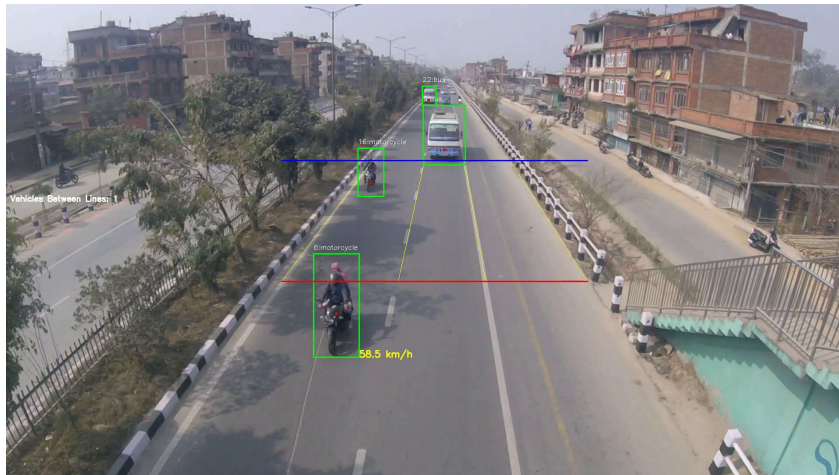 22:bus
16:motorcycle
Vehicles Between Lines: 1
6:motorcycle
58.5 km/h